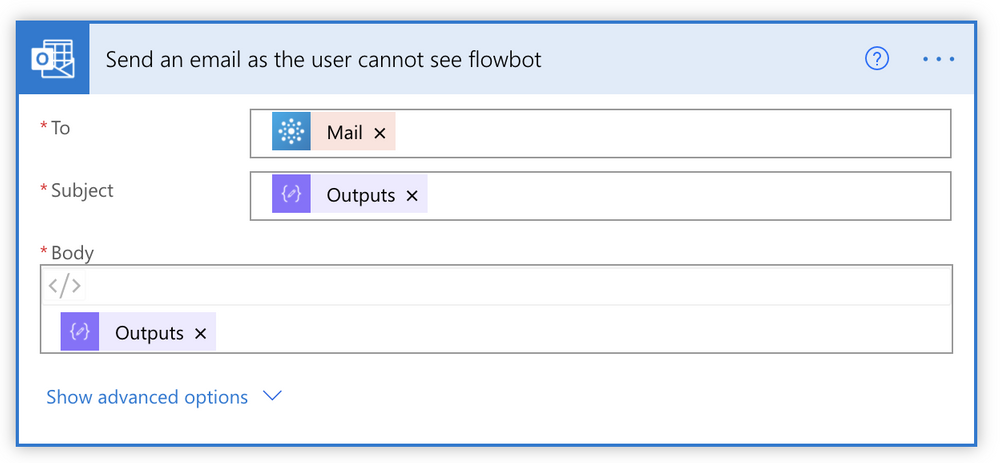 Send an email as the user cannot see flowbot
? ...
* To
Mail ×
* Subject
{} Outputs ×
* Body
</>
{} Outputs ×
Show advanced options